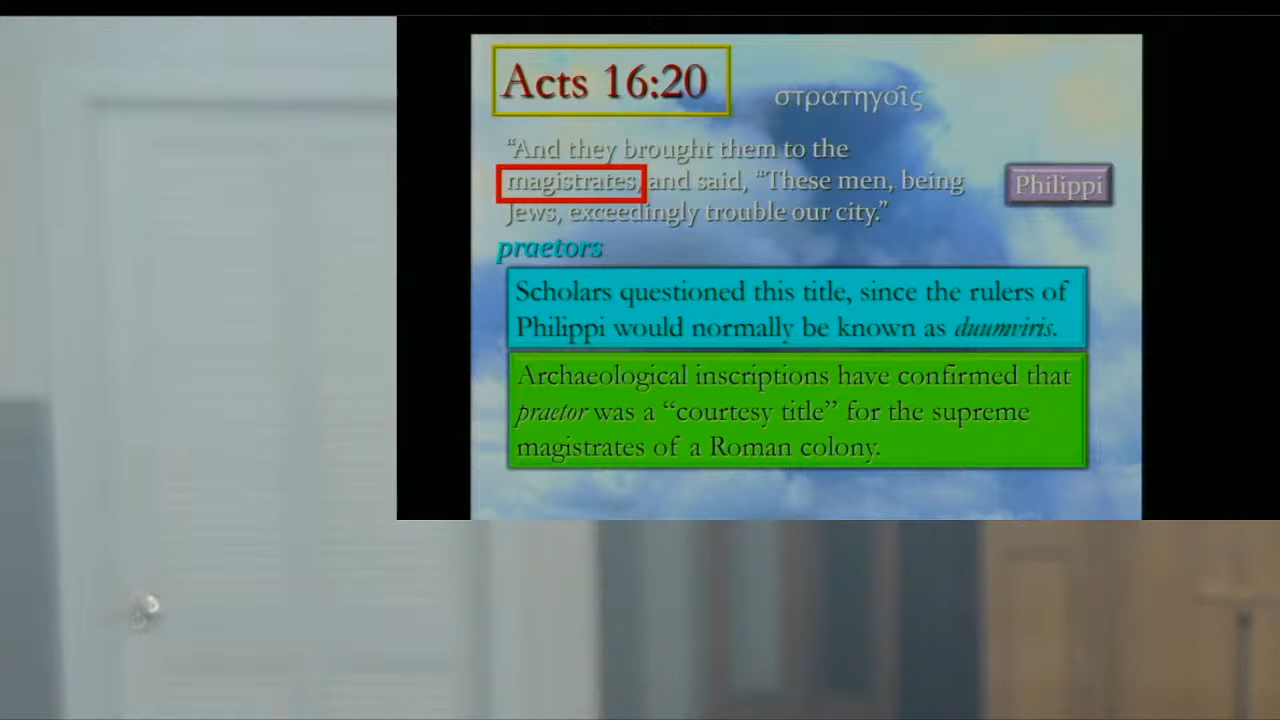 Acts 16:20
στρατηγοῖς
“And they brought them to the
magistrates, and said, “These men, being
Jews, exceedingly trouble our city.”
Philippi
praetors
Scholars questioned this title, since the rulers of
Philippi would normally be known as duumviris.
Archaeological inscriptions have confirmed that
praetor was a “courtesy title” for the supreme
magistrates of a Roman colony.